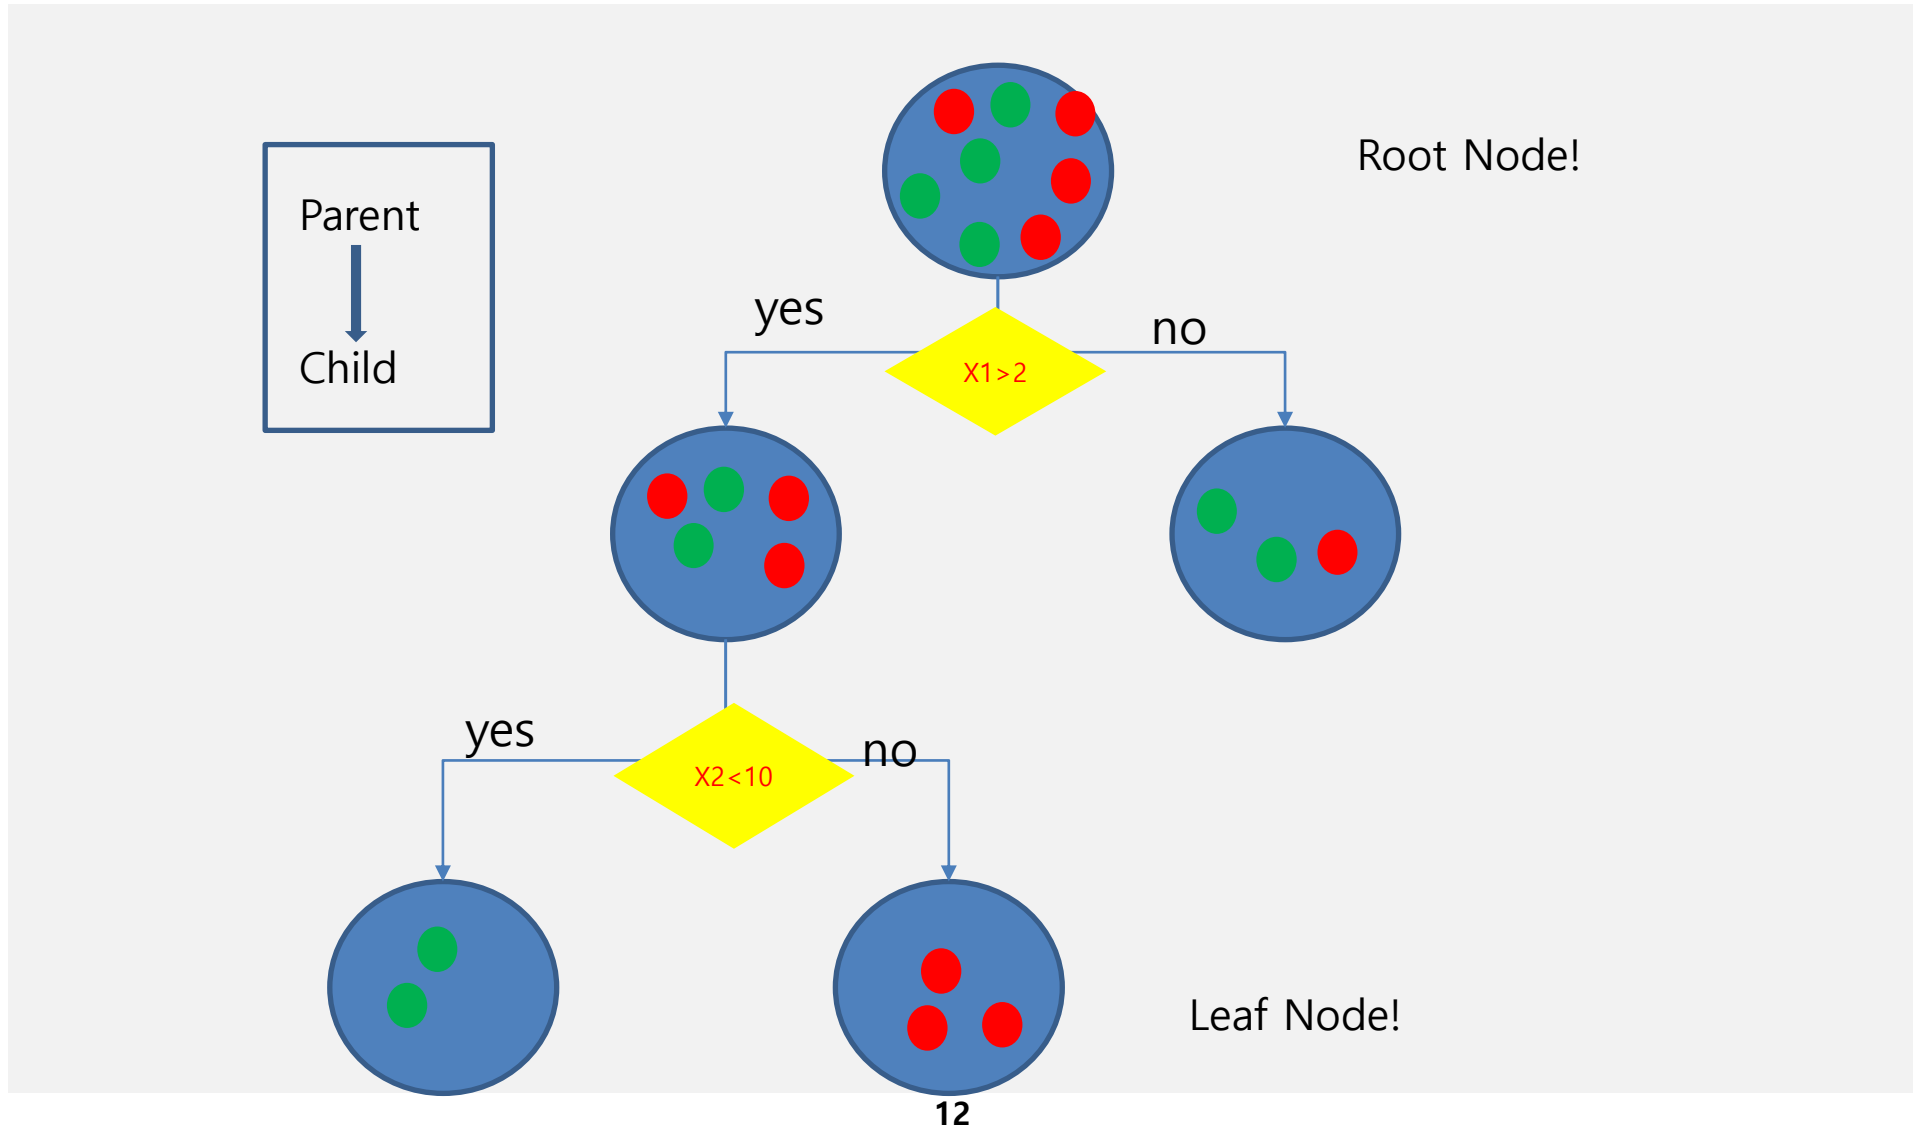 Root Node!
Parent
Child
yes
no
X1>2
yes
no
X2<10
Leaf Node!
12